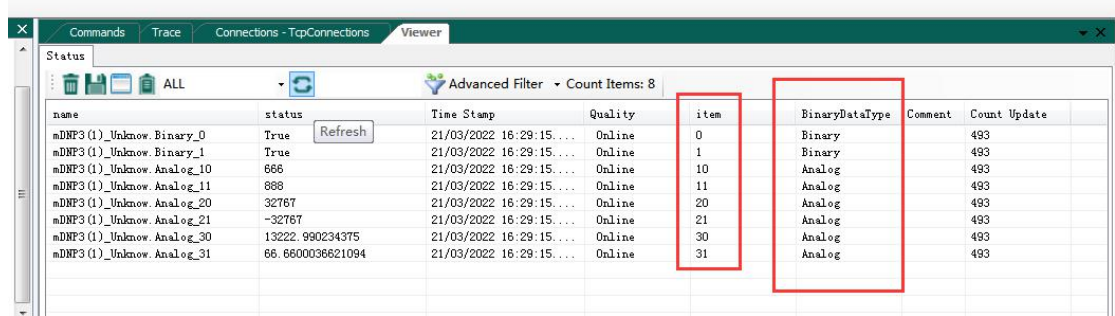 Commands Trace Connections - TcpConnections Viewer
Status
ALL Advanced Filter Count Items: 8
name status Time Stamp Quality item BinaryDataType Comment Count Update
mDNP3(1)_Unknow.Binary_0 True 21/03/2022 16:29:15.... Online 0 Binary 493
Refresh
mDNP3(1)_Unknow.Binary_1 True 21/03/2022 16:29:15.... Online 1 Binary 493
mDNP3(1)_Unknow.Analog_10 666 21/03/2022 16:29:15.... Online 10 Analog 493
mDNP3(1)_Unknow.Analog_11 888 21/03/2022 16:29:15.... Online 11 Analog 493
mDNP3(1)_Unknow.Analog_20 32767 21/03/2022 16:29:15.... Online 20 Analog 493
mDNP3(1)_Unknow.Analog_21 -32767 21/03/2022 16:29:15.... Online 21 Analog 493
mDNP3(1)_Unknow.Analog_30 13222.990234375 21/03/2022 16:29:15.... Online 30 Analog 493
mDNP3(1)_Unknow.Analog_31 66.6600036621094 21/03/2022 16:29:15.... Online 31 Analog 493